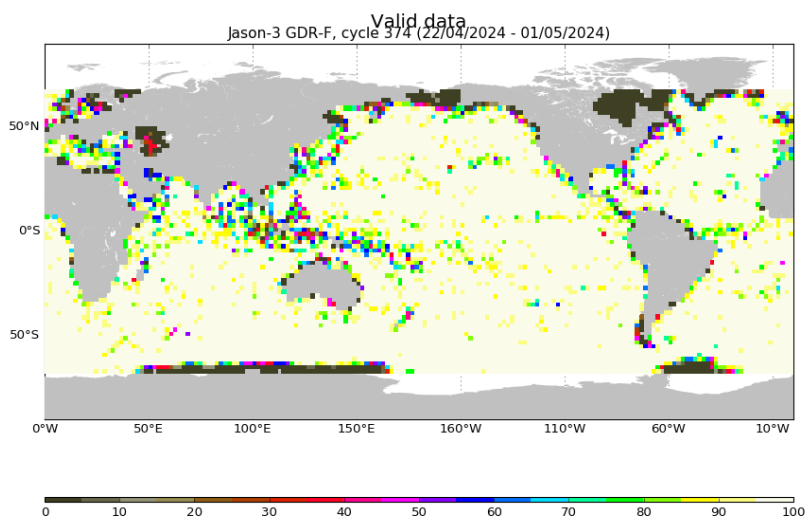 Valid data
Jason-3 GDR-F, cycle 374 (22/04/2024 - 01/05/2024)
50°N
0°S
50°S
0°W 50°E 100°E 150°E 160°W 110°W 60°W 10°W
0 10 20 30 40 50 60 70 80 90 100